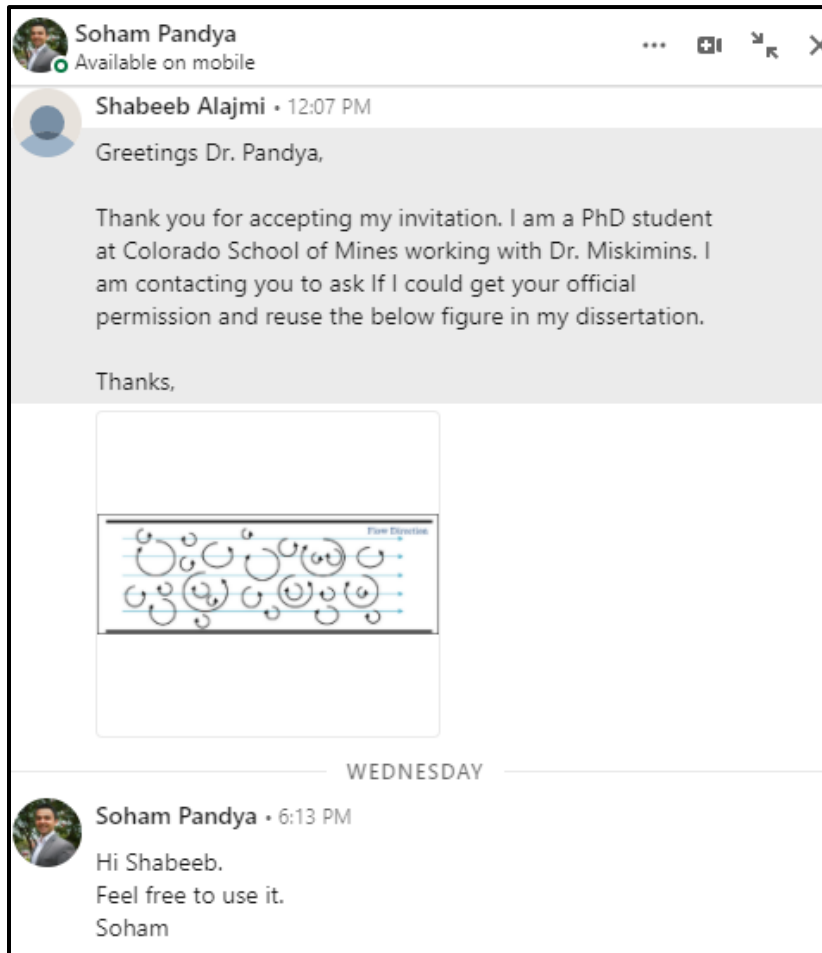 Soham Pandya
Available on mobile
Shabeeb Alajmi • 12:07 PM
Greetings Dr. Pandya,
Thank you for accepting my invitation. I am a PhD student
at Colorado School of Mines working with Dr. Miskimins. I
am contacting you to ask If I could get your official
permission and reuse the below figure in my dissertation.
Thanks,
Flow Direction
WEDNESDAY
Soham Pandya • 6:13 PM
Hi Shabeeb.
Feel free to use it.
Soham